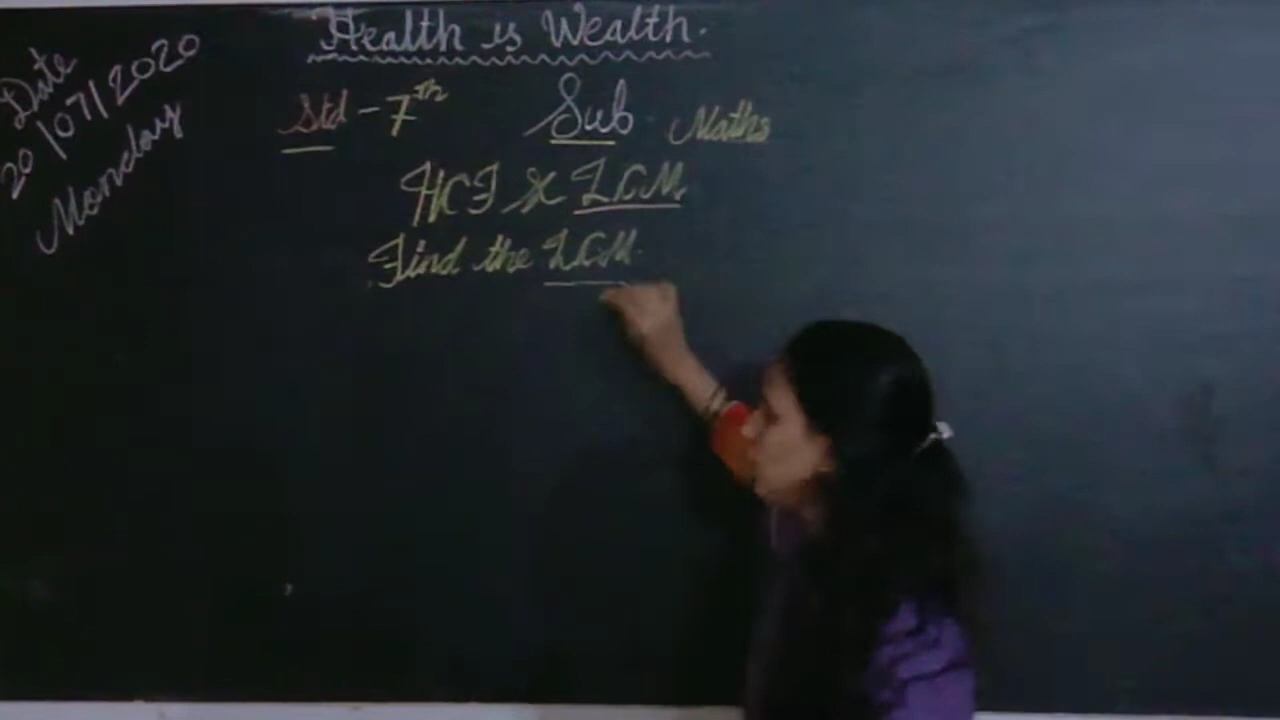 Health is Wealth.
Date
20/07/2020
Monday
Std - 7th Sub Maths
HCF & LCM.
Find the LCM.